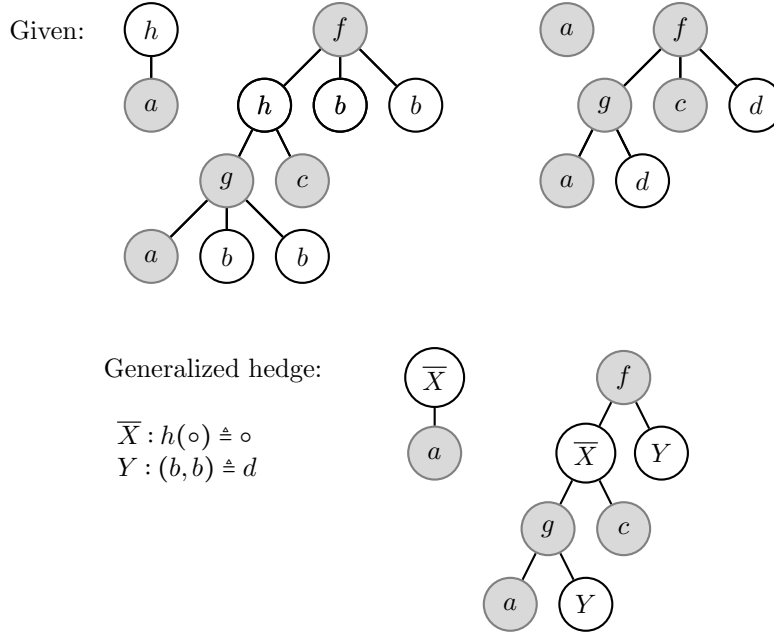 Given: h f a f
a h b b g c d
g c a d
a b b
Generalized hedge: X̅ f
X̅ : h(∘) ≜ ∘ a X̅ Y
Y : (b, b) ≜ d
g c
a Y